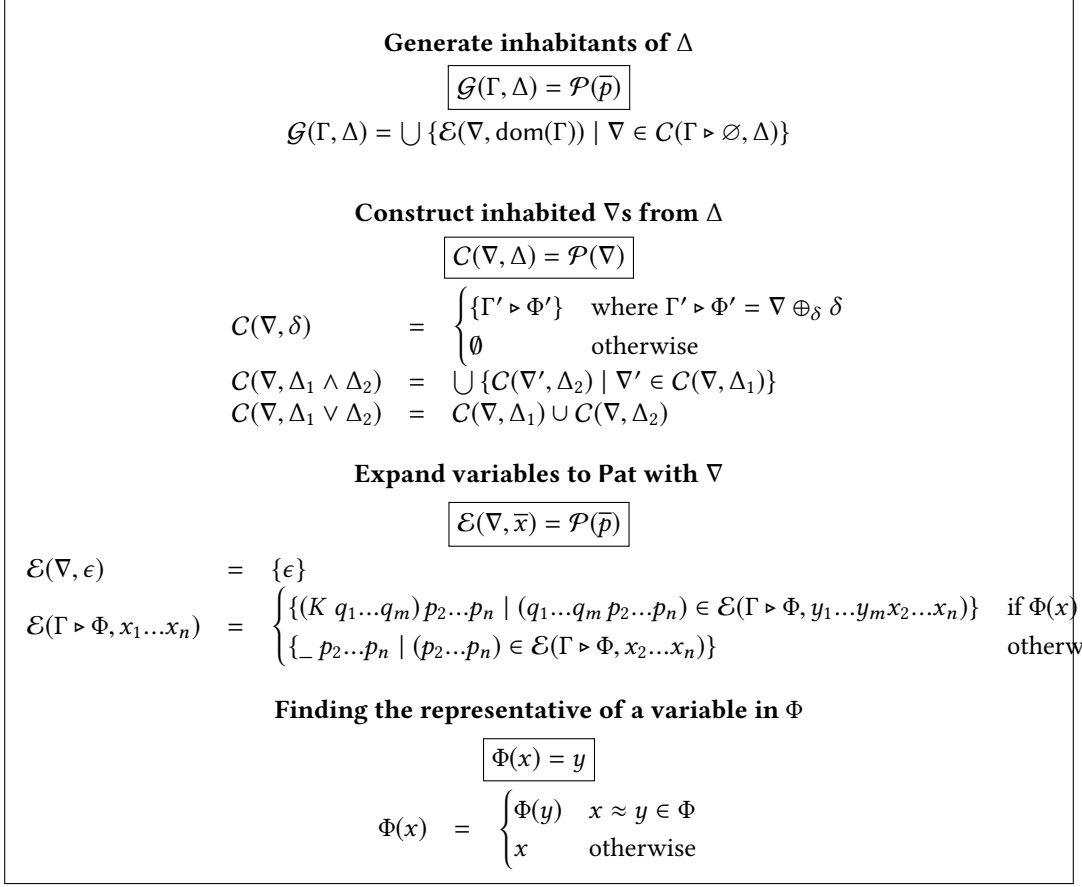 Generate inhabitants of Δ
𝒢(Γ, Δ) = 𝒫(p̅)
𝒢(Γ, Δ) = ⋃ {ℰ(∇, dom(Γ)) | ∇ ∈ 𝒞(Γ ▹ ∅, Δ)}
Construct inhabited ∇s from Δ
𝒞(∇, Δ) = 𝒫(∇)
𝒞(∇, δ) = { {Γ′ ▹ Φ′} where Γ′ ▹ Φ′ = ∇ ⊕δ δ
∅ otherwise
𝒞(∇, Δ₁ ∧ Δ₂) = ⋃ {𝒞(∇′, Δ₂) | ∇′ ∈ 𝒞(∇, Δ₁)}
𝒞(∇, Δ₁ ∨ Δ₂) = 𝒞(∇, Δ₁) ∪ 𝒞(∇, Δ₂)
Expand variables to Pat with ∇
ℰ(∇, x̅) = 𝒫(p̅)
ℰ(∇, ϵ) = {ϵ}
ℰ(Γ ▹ Φ, x₁...xₙ) = { {(K q₁...qₘ) p₂...pₙ | (q₁...qₘ p₂...pₙ) ∈ ℰ(Γ ▹ Φ, y₁...yₘx₂...xₙ)} if Φ(x)
{_ p₂...pₙ | (p₂...pₙ) ∈ ℰ(Γ ▹ Φ, x₂...xₙ)}
Finding the representative of a variable in Φ
Φ(x) = y
Φ(x) = { Φ(y) x ≈ y ∈ Φ
x otherwise